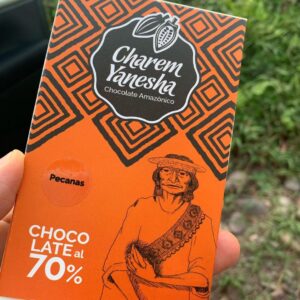 Charem
Yanesha
Chocolate Amazónico
Pecanas
CHOCO
LATE al
70%